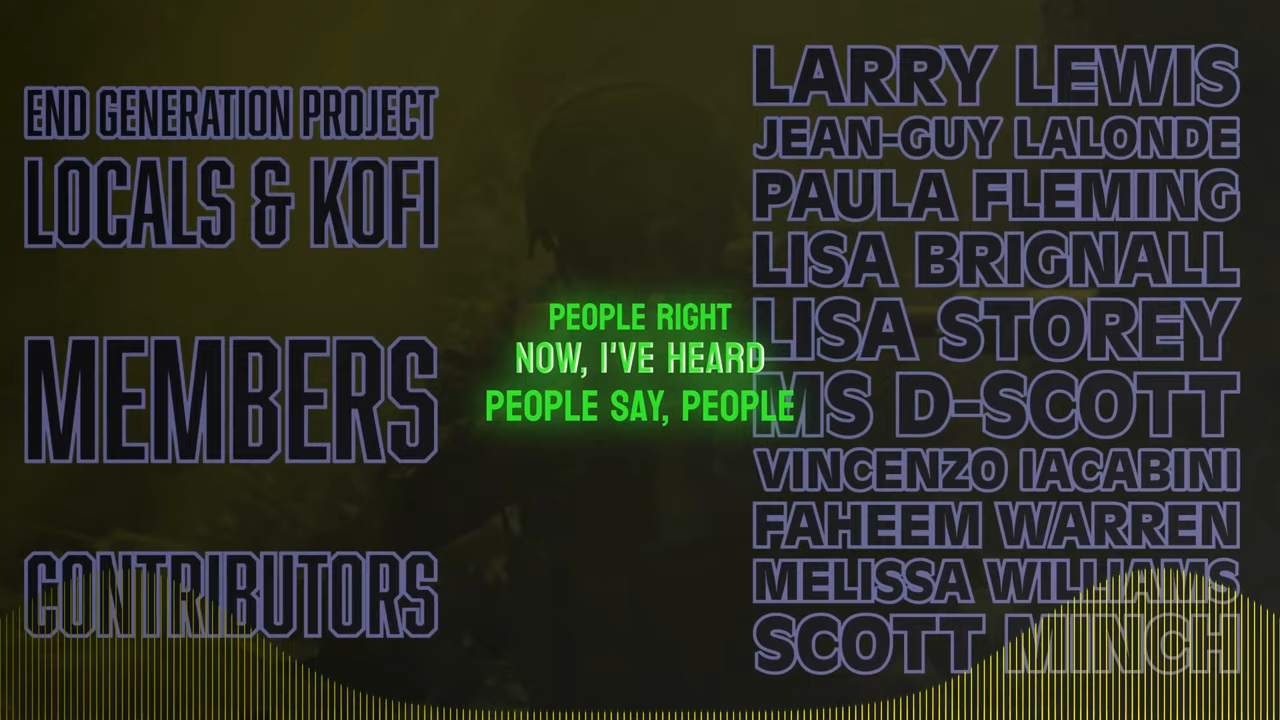 END GENERATION PROJECT
LOCALS & KOFI
MEMBERS
CONTRIBUTORS
PEOPLE RIGHT
NOW, I'VE HEARD
PEOPLE SAY, PEOPLE
LARRY LEWIS
JEAN-GUY LALONDE
PAULA FLEMING
LISA BRIGNALL
LISA STOREY
MS D-SCOTT
VINCENZO IACABINI
FAHEEM WARREN
MELISSA WILLIAMS
SCOTT MINCH